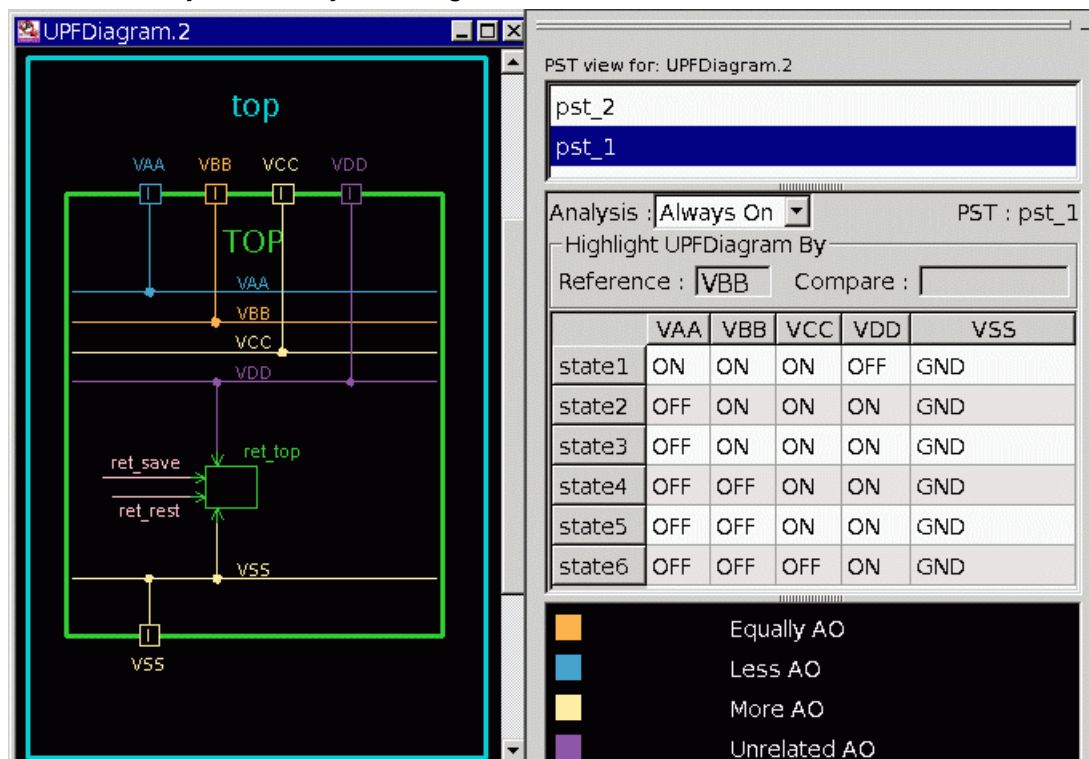 UPFDiagram.2
top
VAA VBB VCC VDD
I I I I
TOP
VAA
VBB
VCC
VDD
ret_save ret_top
ret_rest
VSS
I
VSS
PST view for: UPFDiagram.2
pst_2
pst_1
Analysis : Always On PST : pst_1
Highlight UPFDiagram By
Reference : VBB Compare :
VAA VBB VCC VDD VSS
state1 ON ON ON OFF GND
state2 OFF ON ON ON GND
state3 OFF ON ON ON GND
state4 OFF OFF ON ON GND
state5 OFF OFF ON ON GND
state6 OFF OFF OFF ON GND
Equally AO
Less AO
More AO
Unrelated AO